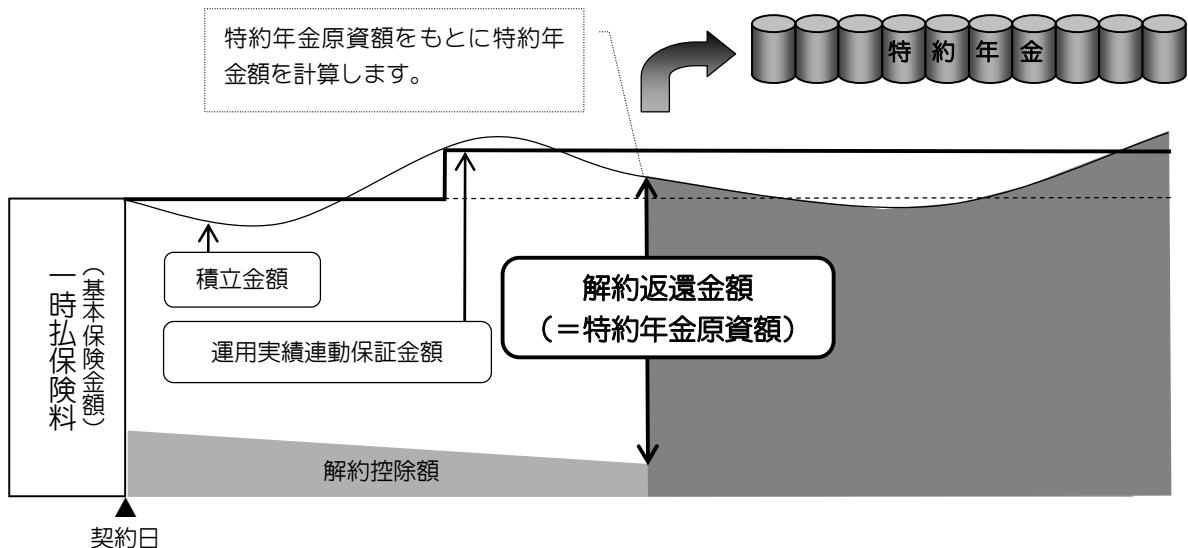 特約年金原資額をもとに特約年
金額を計算します。
特約年金
積立金額
運用実績連動保証金額
解約返還金額
（＝特約年金原資額）
一時払保険料
（基本保険金額）
解約控除額
契約日